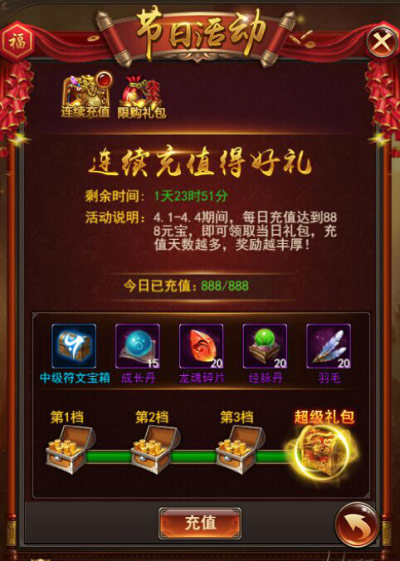 福
节日活动
连续充值
限购礼包
连续充值得好礼
剩余时间： 1天23时51分
活动说明： 4.1-4.4期间，每日充值达到88
8元宝，即可领取当日礼包，充
值天数越多，奖励越丰厚！
今日已充值：888/888
15 20 20 20
中级符文宝箱 成长丹 龙魂碎片 经脉丹 羽毛
第1档 第2档 第3档 超级礼包
充值